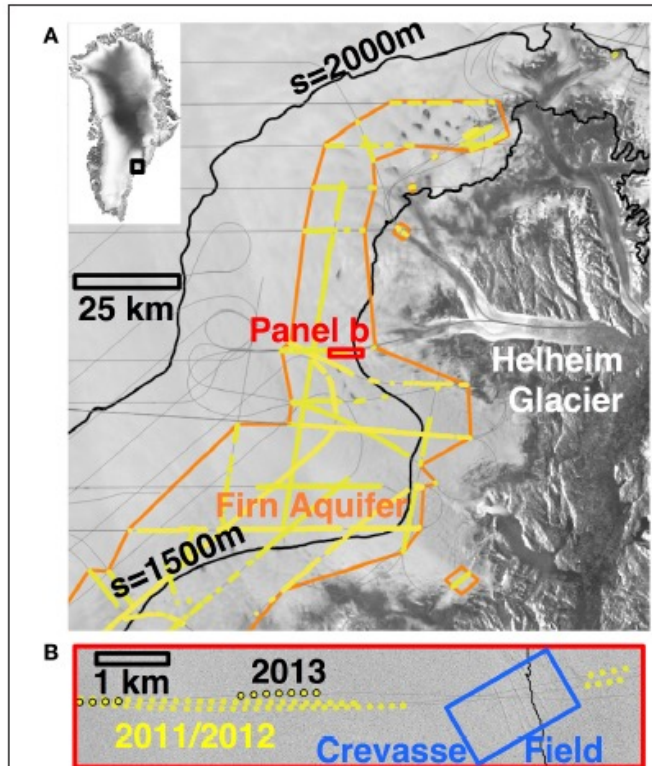 A
s=2000m
25 km
Panel b
Helheim
Glacier
Firn Aquifer
s=1500m
B
1 km
2013
2011/2012
Crevasse Field